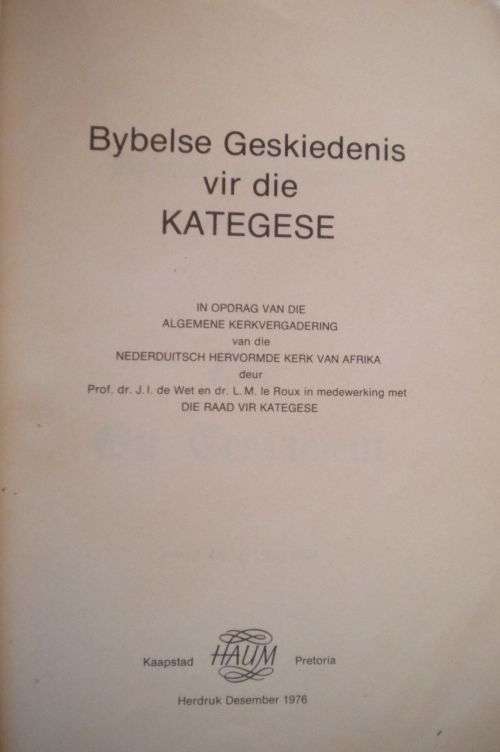 Bybelse Geskiedenis
vir die
KATEGESE
IN OPDRAG VAN DIE
ALGEMENE KERKVERGADERING
van die
NEDERDUITSCH HERVORMDE KERK VAN AFRIKA
deur
Prof. dr. J. I. de Wet en dr. L. M. le Roux in medewerking met
DIE RAAD VIR KATEGESE
Kaapstad HAUM Pretoria
Herdruk Desember 1976